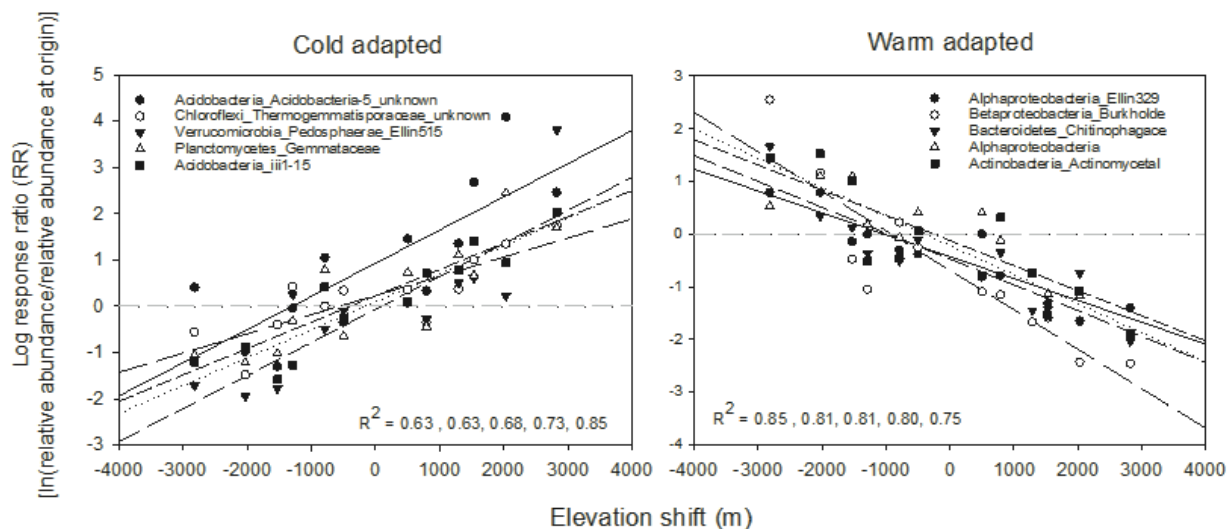 Cold adapted
Warm adapted
Log response ratio (RR)
[ln(relative abundance/relative abundance at origin)]
5
4
3
2
1
0
-1
-2
-3
Acidobacteria_Acidobacteria-5_unknown
Chloroflexi_Thermogemmatisporaceae_unknown
Verrucomicrobia_Pedosphaerae_Ellin515
Planctomycetes_Gemmataceae
Acidobacteria_iii1-15
R2 = 0.63 , 0.63, 0.68, 0.73, 0.85
-4000 -3000 -2000 -1000 0 1000 2000 3000 4000
3
2
1
0
-1
-2
-3
-4
Alphaproteobacteria_Ellin329
Betaproteobacteria_Burkholde
Bacteroidetes_Chitinophagace
Alphaproteobacteria
Actinobacteria_Actinomycetal
R2 = 0.85, 0.81, 0.81, 0.80, 0.75
-4000 -3000 -2000 -1000 0 1000 2000 3000 4000
Elevation shift (m)